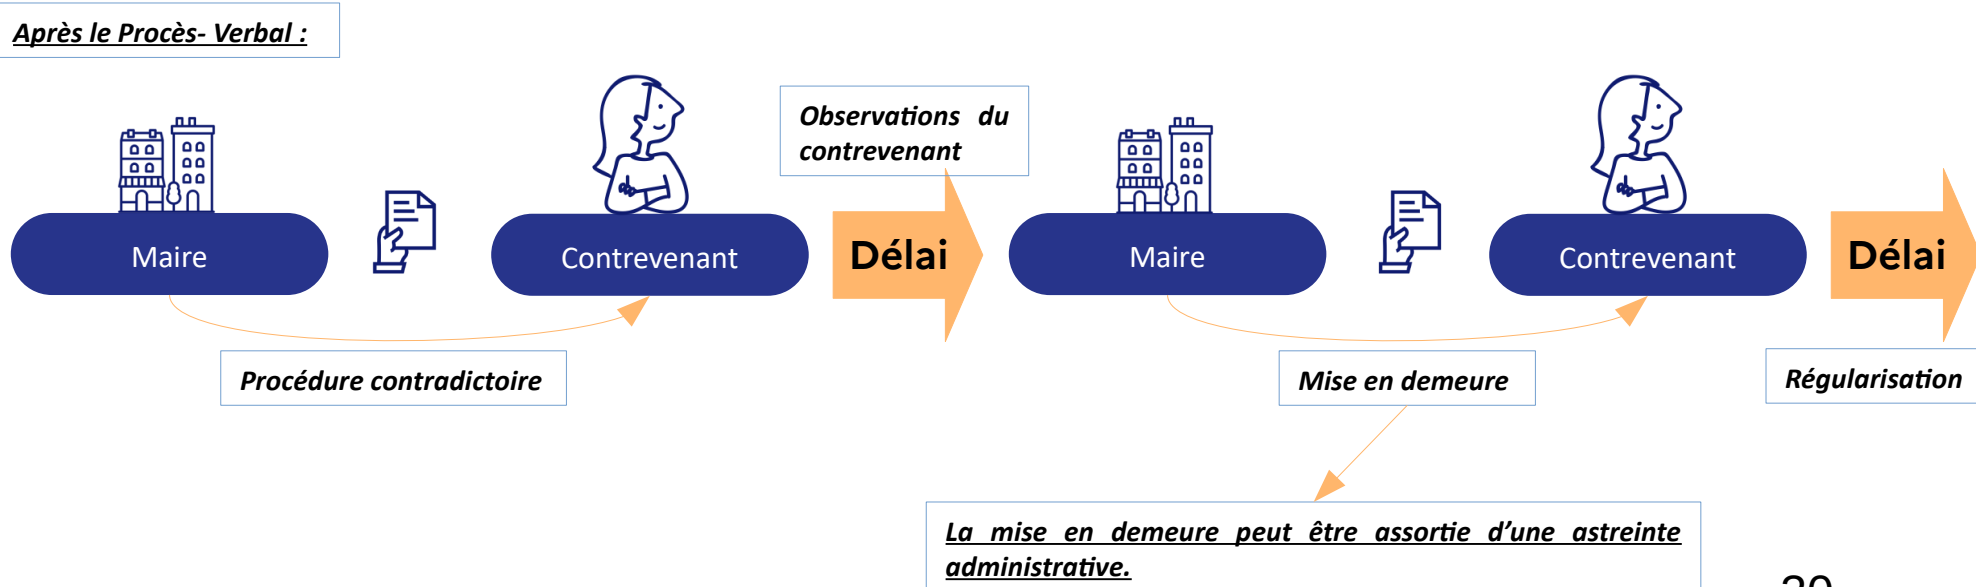 Après le Procès- Verbal :
Observations du
contrevenant
Maire
Contrevenant
Délai
Maire
Contrevenant
Délai
Procédure contradictoire
Mise en demeure
Régularisation
La mise en demeure peut être assortie d’une astreinte
administrative.